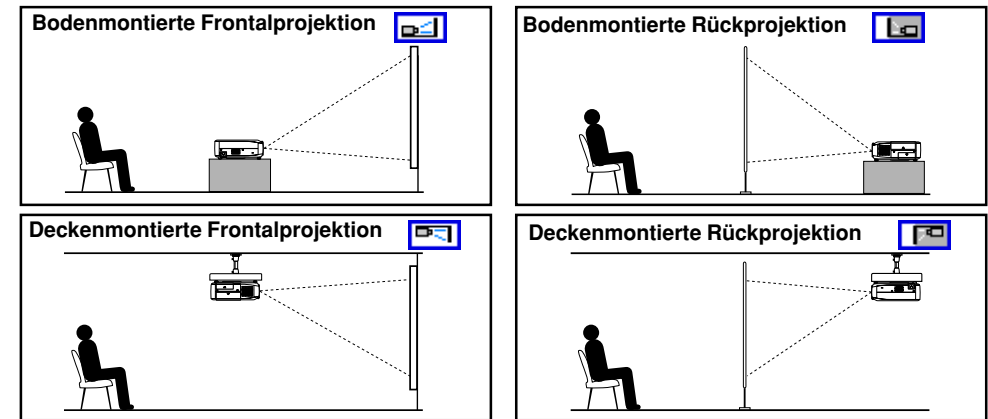 Bodenmontierte Frontalprojektion
Bodenmontierte Rückprojektion
Deckenmontierte Frontalprojektion
Deckenmontierte Rückprojektion